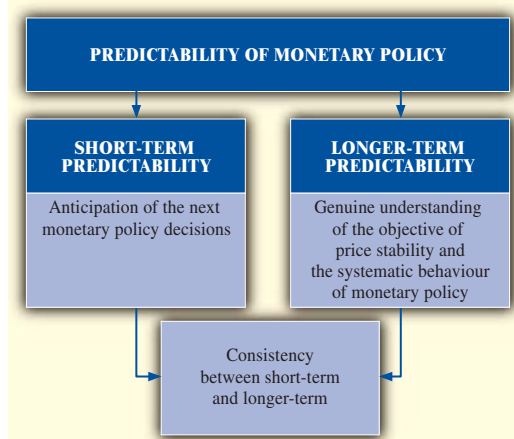 PREDICTABILITY OF MONETARY POLICY
SHORT-TERM
PREDICTABILITY
Anticipation of the next
monetary policy decisions
LONGER-TERM
PREDICTABILITY
Genuine understanding
of the objective of
price stability and
the systematic behaviour
of monetary policy
Consistency
between short-term
and longer-term